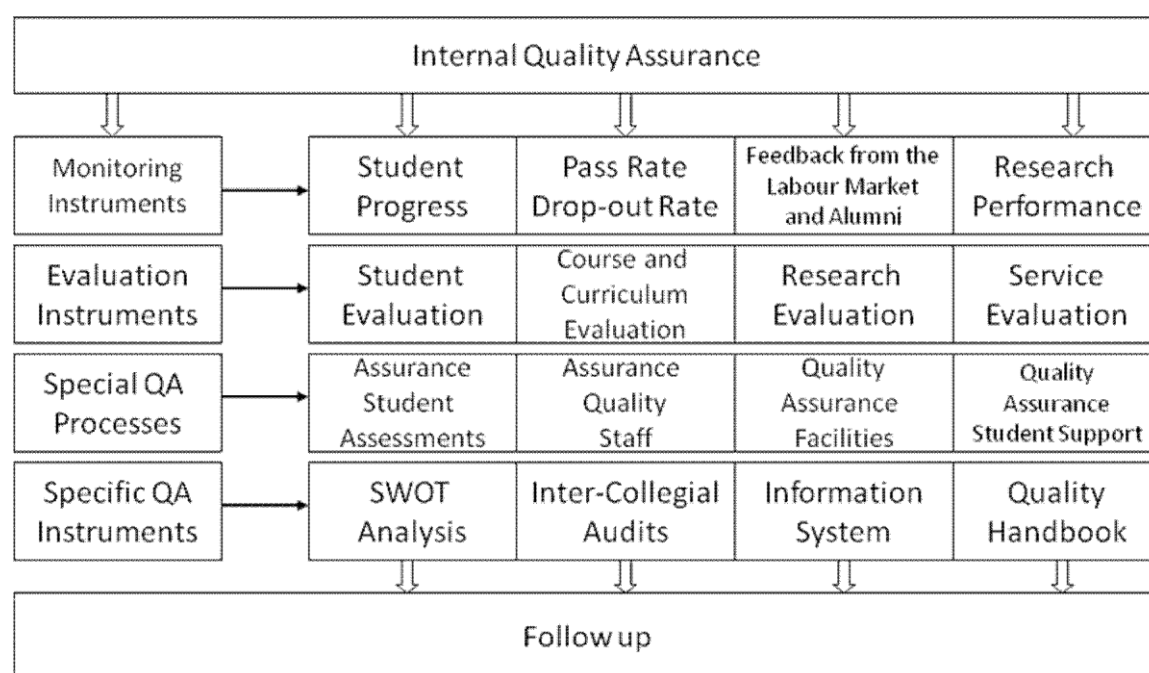 Internal Quality Assurance
Monitoring
Instruments
Student
Progress
Pass Rate
Drop-out Rate
Feedback from the
Labour Market
and Alumni
Research
Performance
Evaluation
Instruments
Student
Evaluation
Course and
Curriculum
Evaluation
Research
Evaluation
Service
Evaluation
Special QA
Processes
Assurance
Student
Assessments
Assurance
Quality
Staff
Quality
Assurance
Facilities
Quality
Assurance
Student Support
Specific QA
Instruments
SWOT
Analysis
Inter-Collegial
Audits
Information
System
Quality
Handbook
Follow up